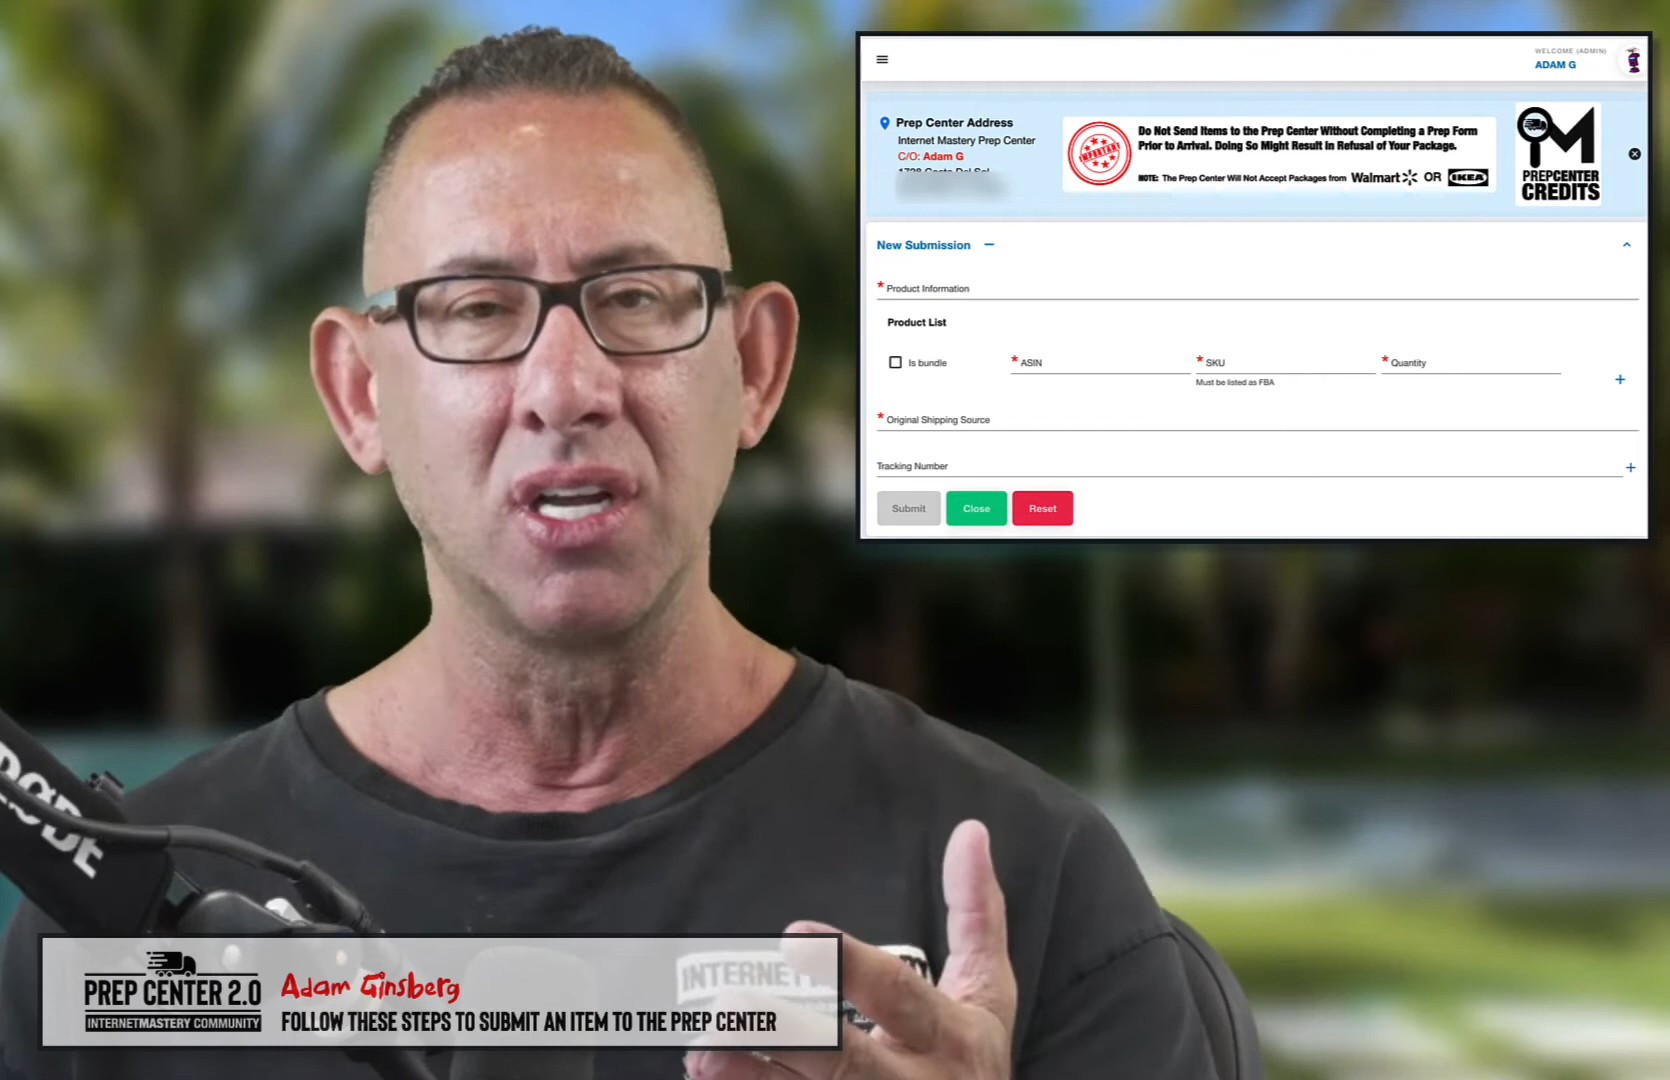 WELCOME (ADMIN)
ADAM G
Prep Center Address
Internet Mastery Prep Center
C/O: Adam G
IMPORTANT
Do Not Send Items to the Prep Center Without Completing a Prep Form
Prior to Arrival. Doing So Might Result in Refusal of Your Package.
NOTE: The Prep Center Will Not Accept Packages from Walmart OR IKEA
PREPCENTER
CREDITS
New Submission
* Product Information
Product List
Is bundle
* ASIN
* SKU
* Quantity
Must be listed as FBA
* Original Shipping Source
Tracking Number
Submit
Close
Reset
RODE
INTERNET
PREP CENTER 2.0
INTERNETMASTERY COMMUNITY
Adam Ginsberg
FOLLOW THESE STEPS TO SUBMIT AN ITEM TO THE PREP CENTER